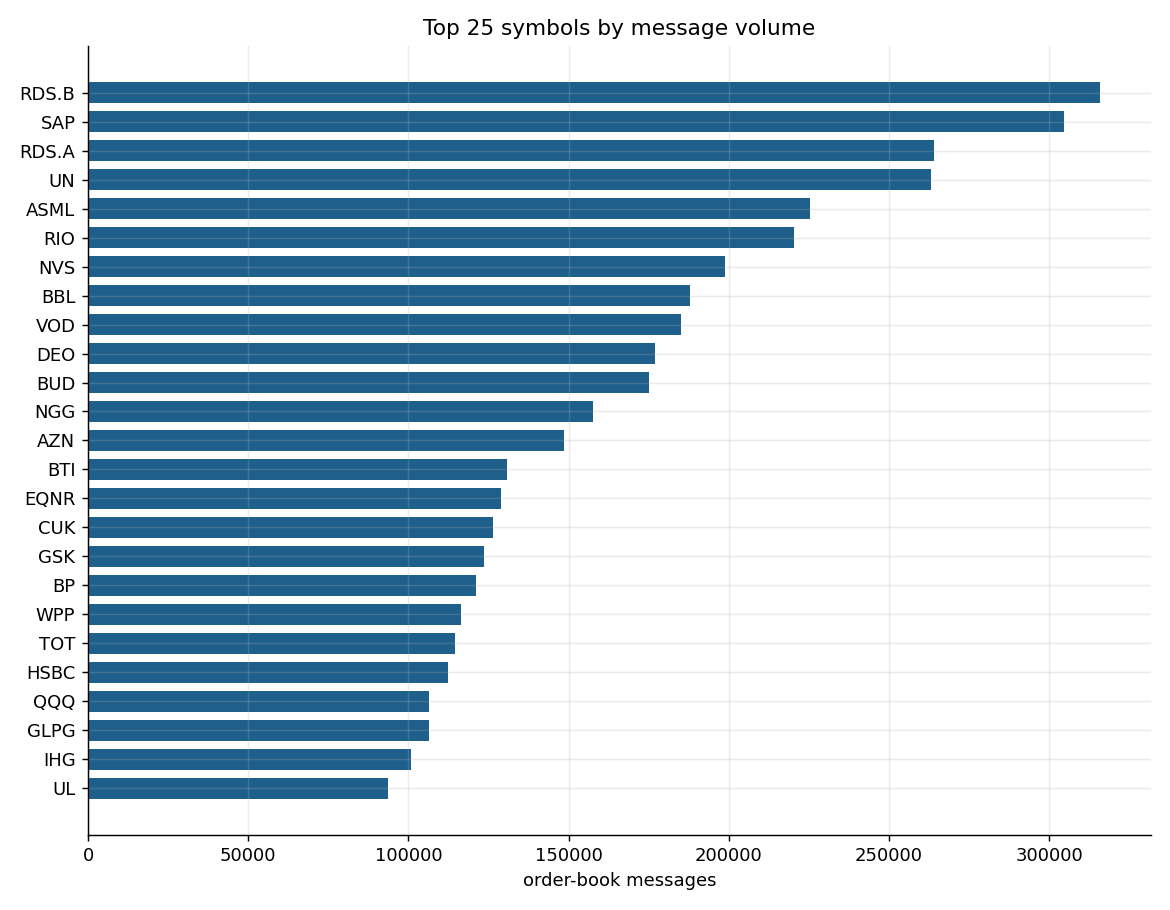 Top 25 symbols by message volume
RDS.B
SAP
RDS.A
UN
ASML
RIO
NVS
BBL
VOD
DEO
BUD
NGG
AZN
BTI
EQNR
CUK
GSK
BP
WPP
TOT
HSBC
QQQ
GLPG
IHG
UL
0 50000 100000 150000 200000 250000 300000
order-book messages